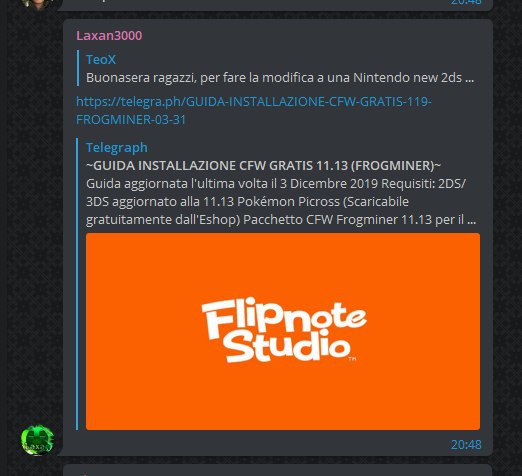 20:48
Laxan3000
TeoX
Buonasera ragazzi, per fare la modifica a una Nintendo new 2ds ...
https://telegra.ph/GUIDA-INSTALLAZIONE-CFW-GRATIS-119-
FROGMINER-03-31
Telegraph
~GUIDA INSTALLAZIONE CFW GRATIS 11.13 (FROGMINER)~
Guida aggiornata l'ultima volta il 3 Dicembre 2019 Requisiti: 2DS/
3DS aggiornato alla 11.13 Pokémon Picross (Scaricabile
gratuitamente dall'Eshop) Pacchetto CFW Frogminer 11.13 per il ...
Flipnote
Studio™
20:48